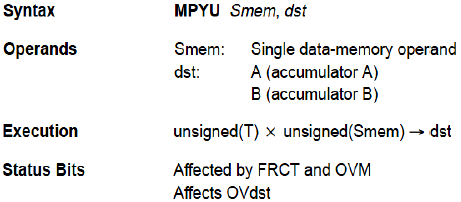 Syntax MPYU Smem, dst
Operands Smem: Single data-memory operand
dst: A (accumulator A)
B (accumulator B)
Execution unsigned(T) × unsigned(Smem) → dst
Status Bits Affected by FRCT and OVM
Affects OVdst